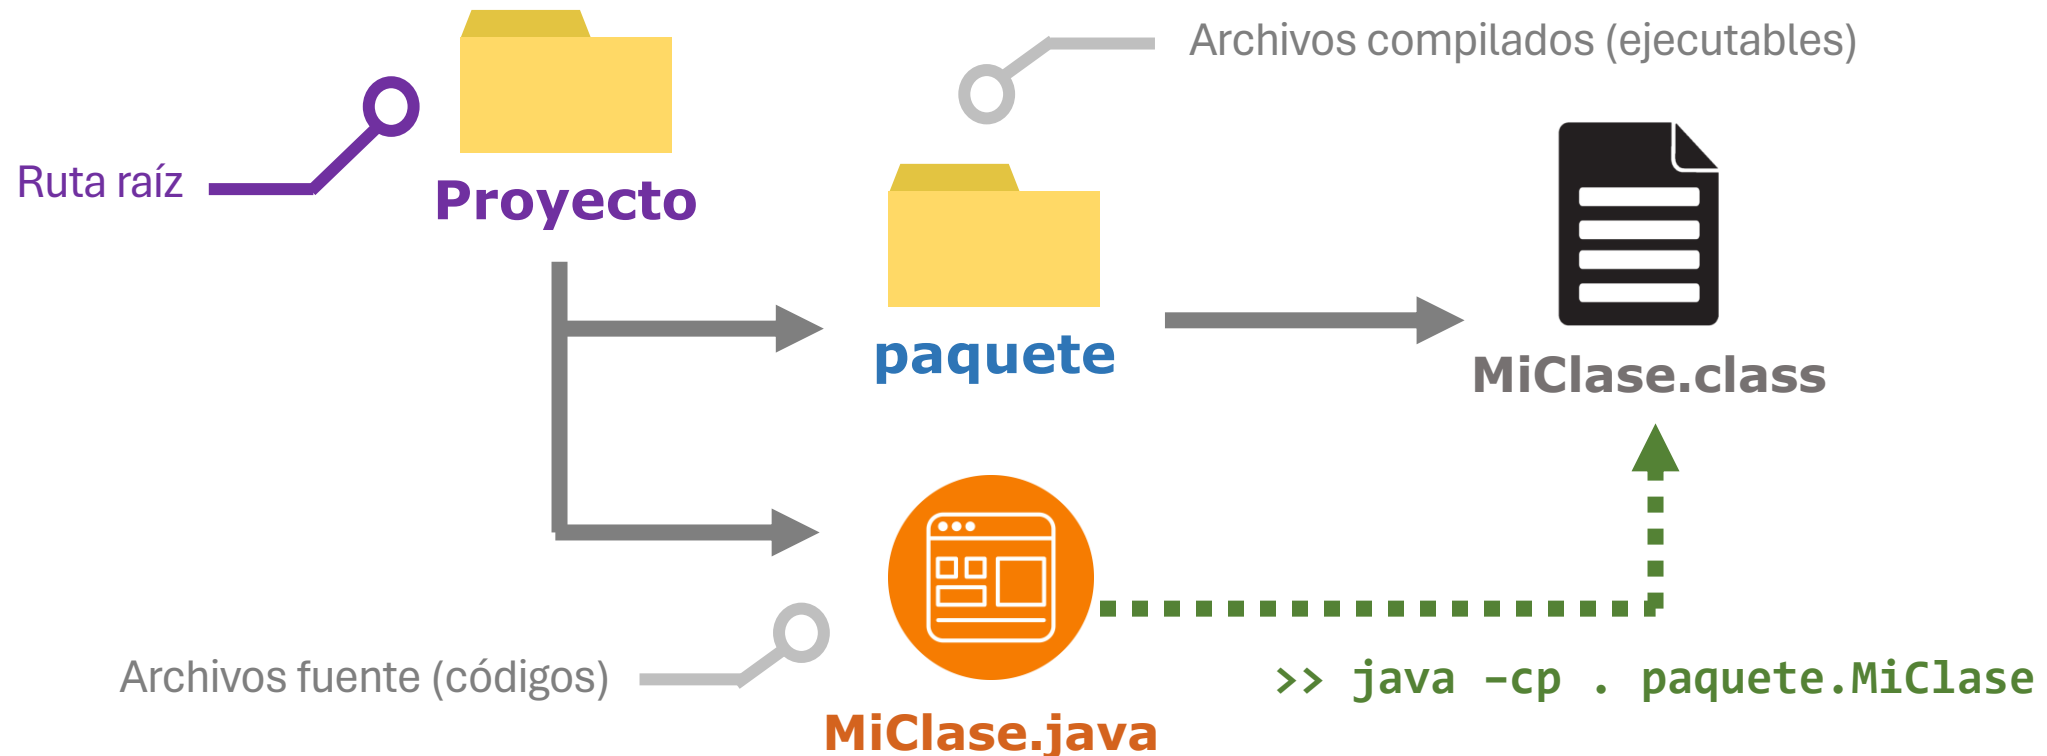 Archivos compilados (ejecutables)
Ruta raíz
Proyecto
paquete
MiClase.class
Archivos fuente (códigos)
>> java –cp . paquete.MiClase
MiClase.java